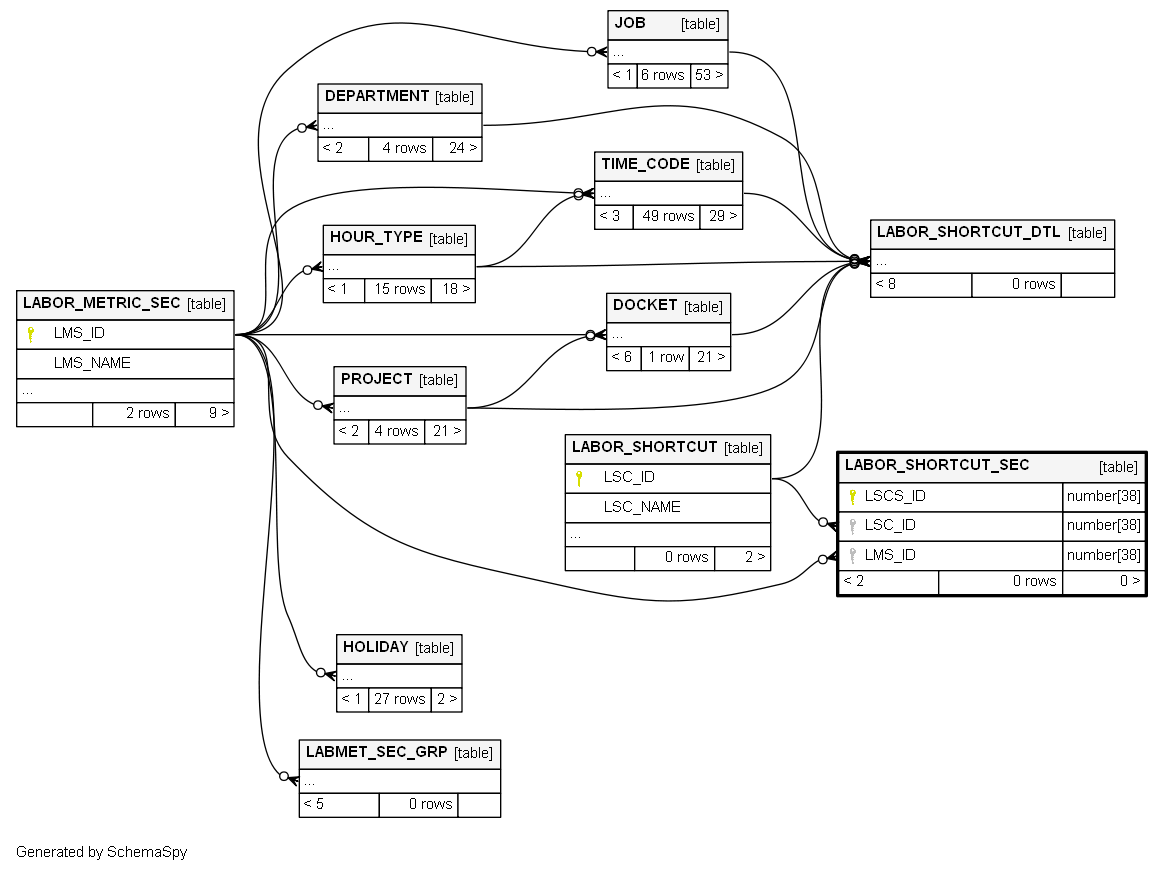 JOB [table]
...
< 1 6 rows 53 >
DEPARTMENT [table]
...
< 2 4 rows 24 >
TIME_CODE [table]
...
< 3 49 rows 29 >
HOUR_TYPE [table]
...
< 1 15 rows 18 >
LABOR_SHORTCUT_DTL [table]
...
< 8 0 rows
LABOR_METRIC_SEC [table]
LMS_ID
LMS_NAME
...
2 rows 9 >
DOCKET [table]
...
< 6 1 row 21 >
PROJECT [table]
...
< 2 4 rows 21 >
LABOR_SHORTCUT [table]
LSC_ID
LSC_NAME
...
0 rows 2 >
LABOR_SHORTCUT_SEC [table]
LSCS_ID number[38]
LSC_ID number[38]
LMS_ID number[38]
< 2 0 rows 0 >
HOLIDAY [table]
...
< 1 27 rows 2 >
LABMET_SEC_GRP [table]
...
< 5 0 rows
Generated by SchemaSpy